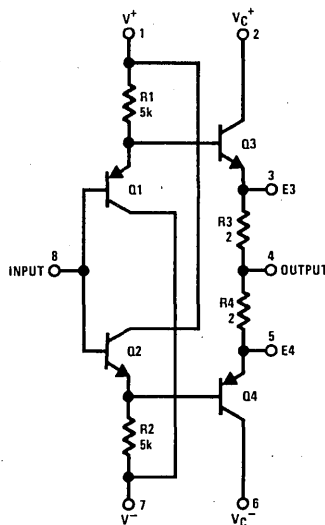 V+
1
VC+
2
R1
5k
Q3
3
E3
Q1
R3
2
8
INPUT
4
OUTPUT
R4
2
Q2
5
E4
Q4
R2
5k
7
V−
6
VC−